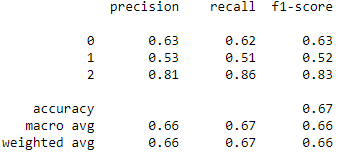 precision recall f1-score
0 0.63 0.62 0.63
1 0.53 0.51 0.52
2 0.81 0.86 0.83
accuracy 0.67
macro avg 0.66 0.67 0.66
weighted avg 0.66 0.67 0.66